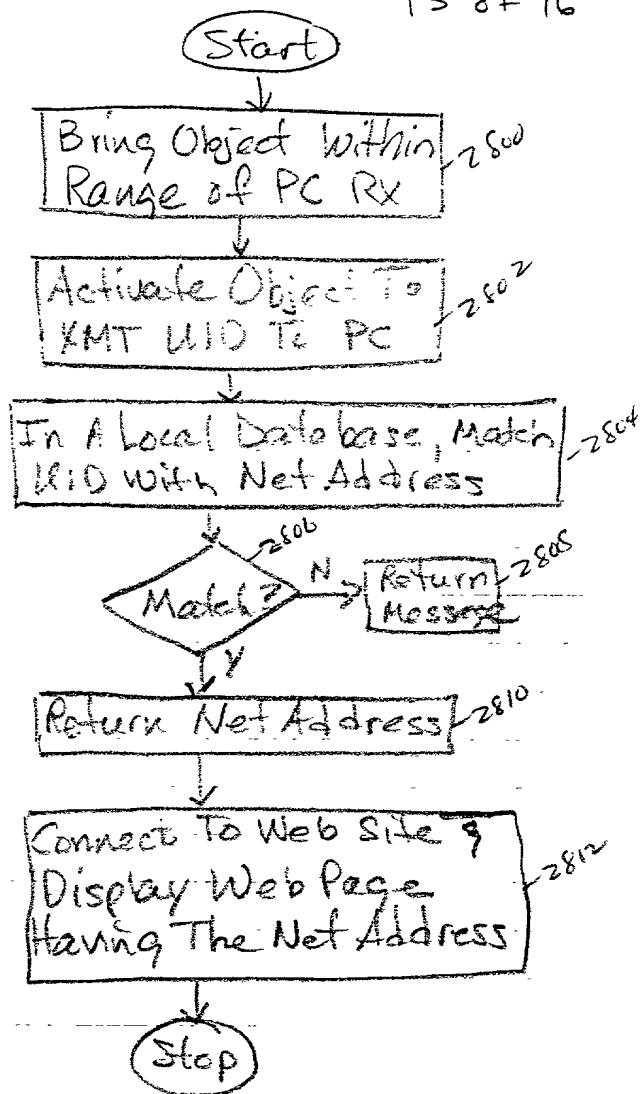 15 of 16
Start
Bring Object Within
Range of PC Rx
2800
Activate Object To
XMT UID To PC
2802
In A Local Database, Match
UID With Net Address
2804
2806
Match?
N
Return
Message
2808
Y
Return Net Address
2810
Connect To Web Site &
Display Web Page
Having The Net Address
2812
Stop